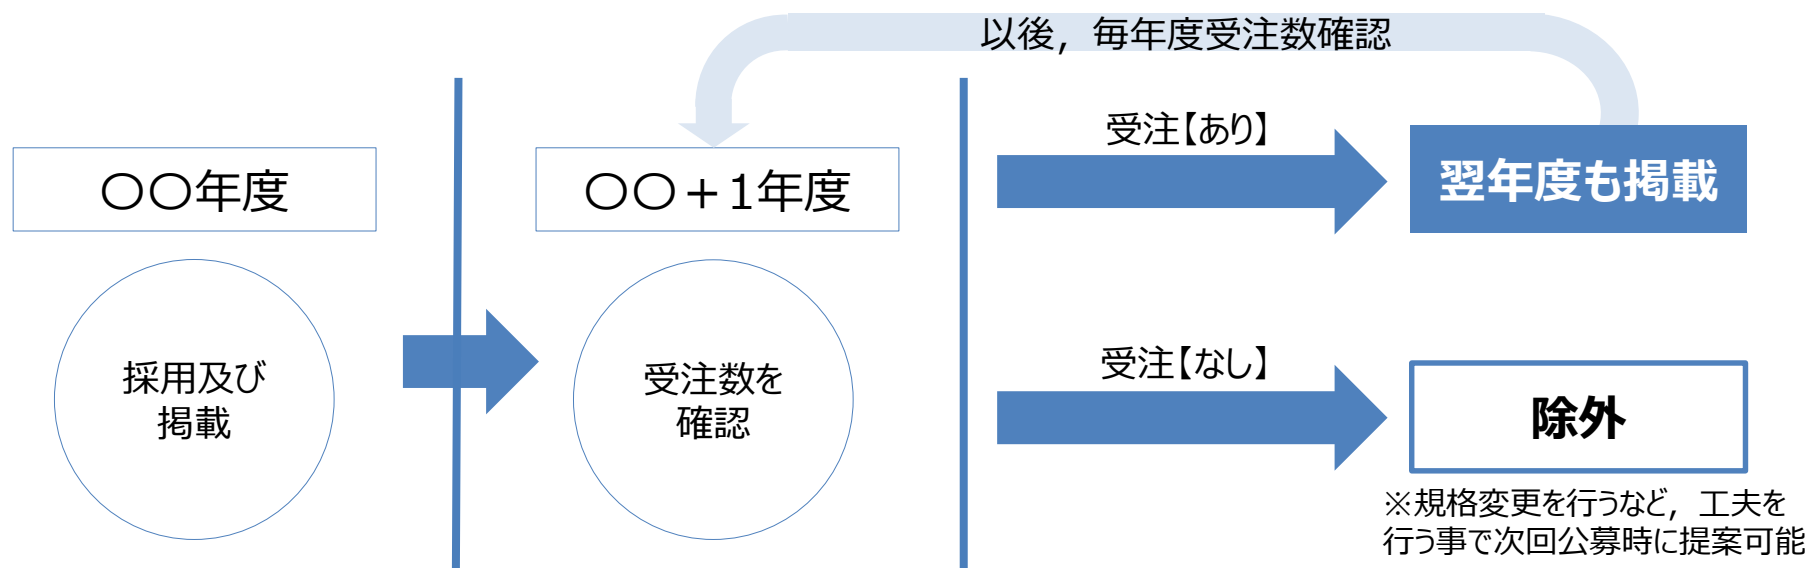 以後，毎年度受注数確認
〇〇年度
採用及び
掲載
〇〇＋1年度
受注数を
確認
受注【あり】
翌年度も掲載
受注【なし】
除外
※規格変更を行うなど，工夫を
行う事で次回公募時に提案可能